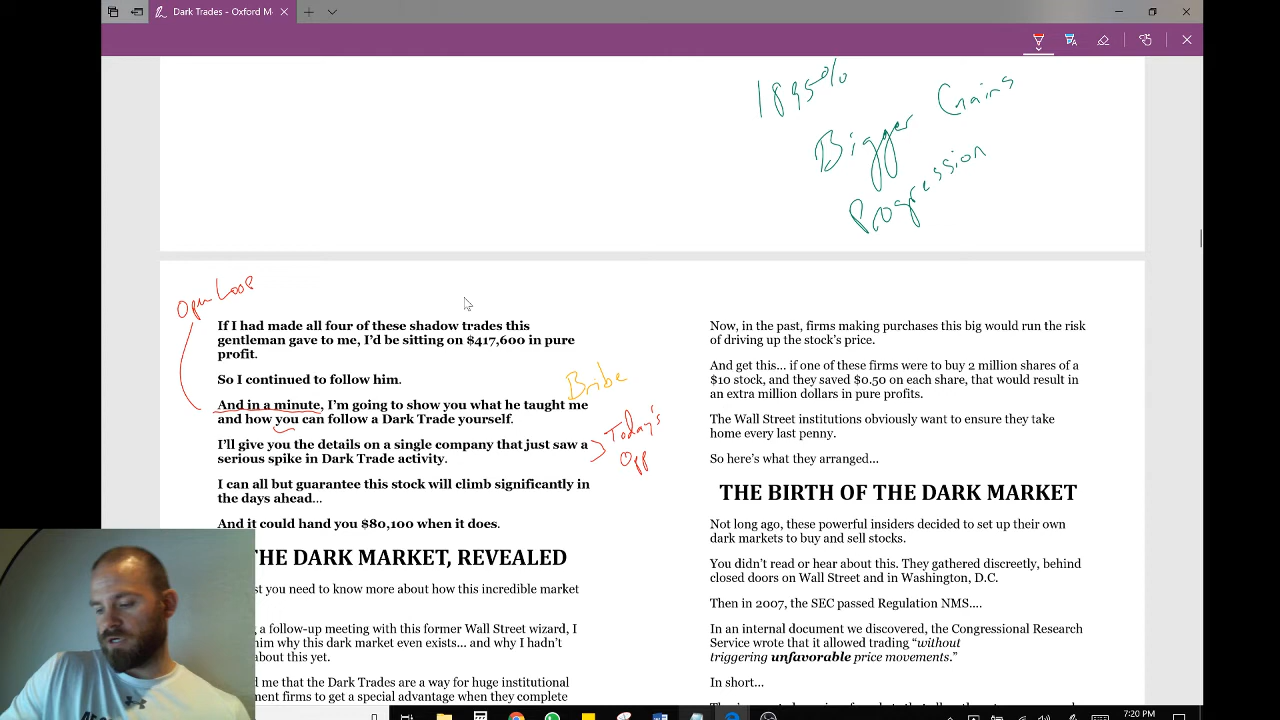 Dark Trades - Oxford M
1895%
Bigger Gains
Progression
Open Loop
If I had made all four of these shadow trades this
gentleman gave to me, I'd be sitting on $417,600 in pure
profit.
So I continued to follow him.
Bribe
And in a minute, I'm going to show you what he taught me
and how you can follow a Dark Trade yourself.
I'll give you the details on a single company that just saw a
serious spike in Dark Trade activity.
Today's
Opp
I can all but guarantee this stock will climb significantly in
the days ahead…
And it could hand you $80,100 when it does.
THE DARK MARKET, REVEALED
st you need to know more about how this incredible market
a follow-up meeting with this former Wall Street wizard, I
him why this dark market even exists… and why I hadn't
about this yet.
d me that the Dark Trades are a way for huge institutional
ment firms to get a special advantage when they complete
Now, in the past, firms making purchases this big would run the risk
of driving up the stock's price.
And get this… if one of these firms were to buy 2 million shares of a
$10 stock, and they saved $0.50 on each share, that would result in
an extra million dollars in pure profits.
The Wall Street institutions obviously want to ensure they take
home every last penny.
So here's what they arranged…
THE BIRTH OF THE DARK MARKET
Not long ago, these powerful insiders decided to set up their own
dark markets to buy and sell stocks.
You didn't read or hear about this. They gathered discreetly, behind
closed doors on Wall Street and in Washington, D.C.
Then in 2007, the SEC passed Regulation NMS….
In an internal document we discovered, the Congressional Research
Service wrote that it allowed trading "without
triggering unfavorable price movements."
In short…
7:20 PM